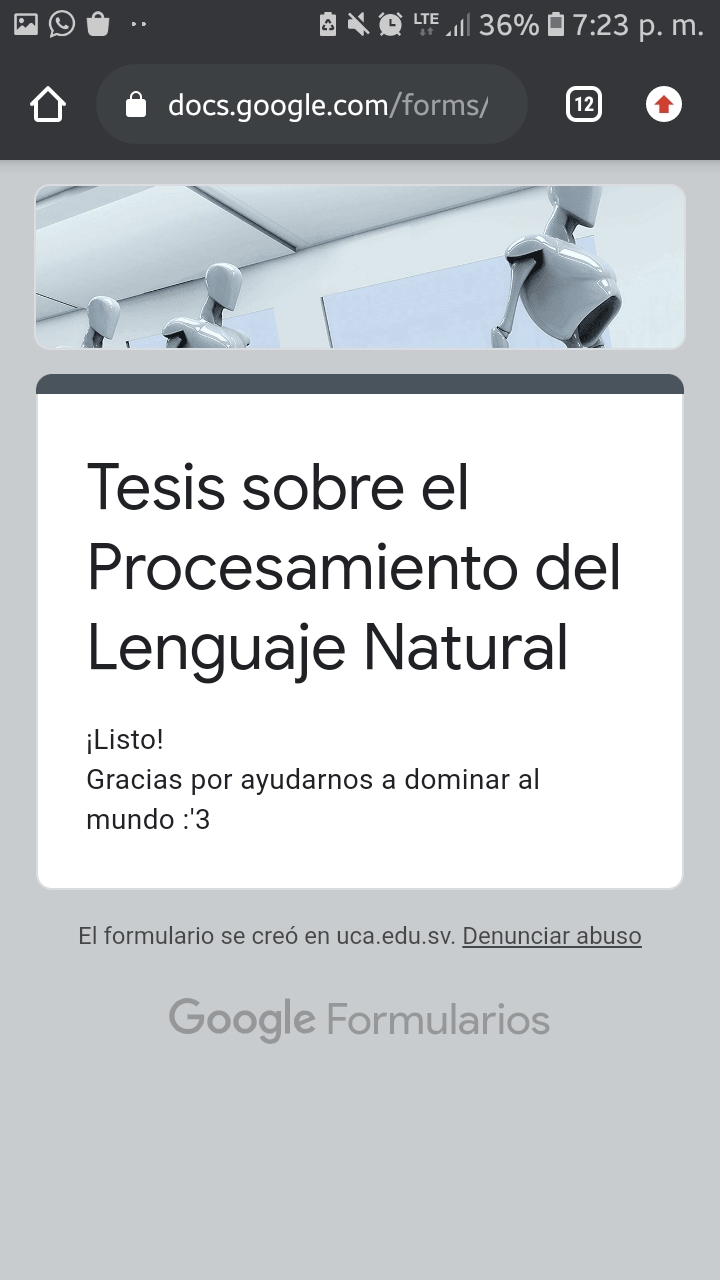 LTE 36% 7:23 p. m.
docs.google.com/forms/
12
Tesis sobre el
Procesamiento del
Lenguaje Natural
¡Listo!
Gracias por ayudarnos a dominar al
mundo :'3
El formulario se creó en uca.edu.sv. Denunciar abuso
Google Formularios